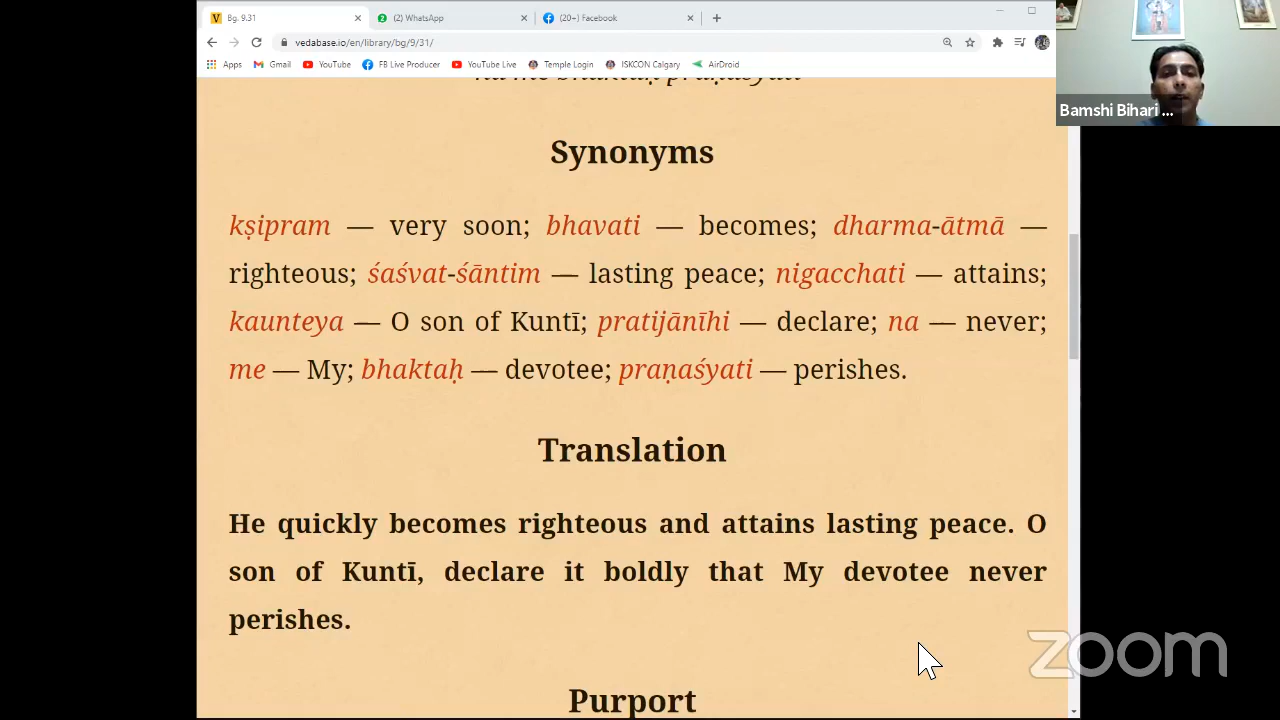 Bg. 9.31
(2) WhatsApp
(20+) Facebook
vedabase.io/en/library/bg/9/31/
Apps Gmail YouTube FB Live Producer YouTube Live Temple Login ISKCON Calgary AirDroid
na me bhaktaḥ praṇaśyati
Bamshi Bihari ...
Synonyms
kṣipram — very soon; bhavati — becomes; dharma-ātmā —
righteous; śaśvat-śāntim — lasting peace; nigacchati — attains;
kaunteya — O son of Kuntī; pratijānīhi — declare; na — never;
me — My; bhaktaḥ — devotee; praṇaśyati — perishes.
Translation
He quickly becomes righteous and attains lasting peace. O
son of Kuntī, declare it boldly that My devotee never
perishes.
zoom
Purport